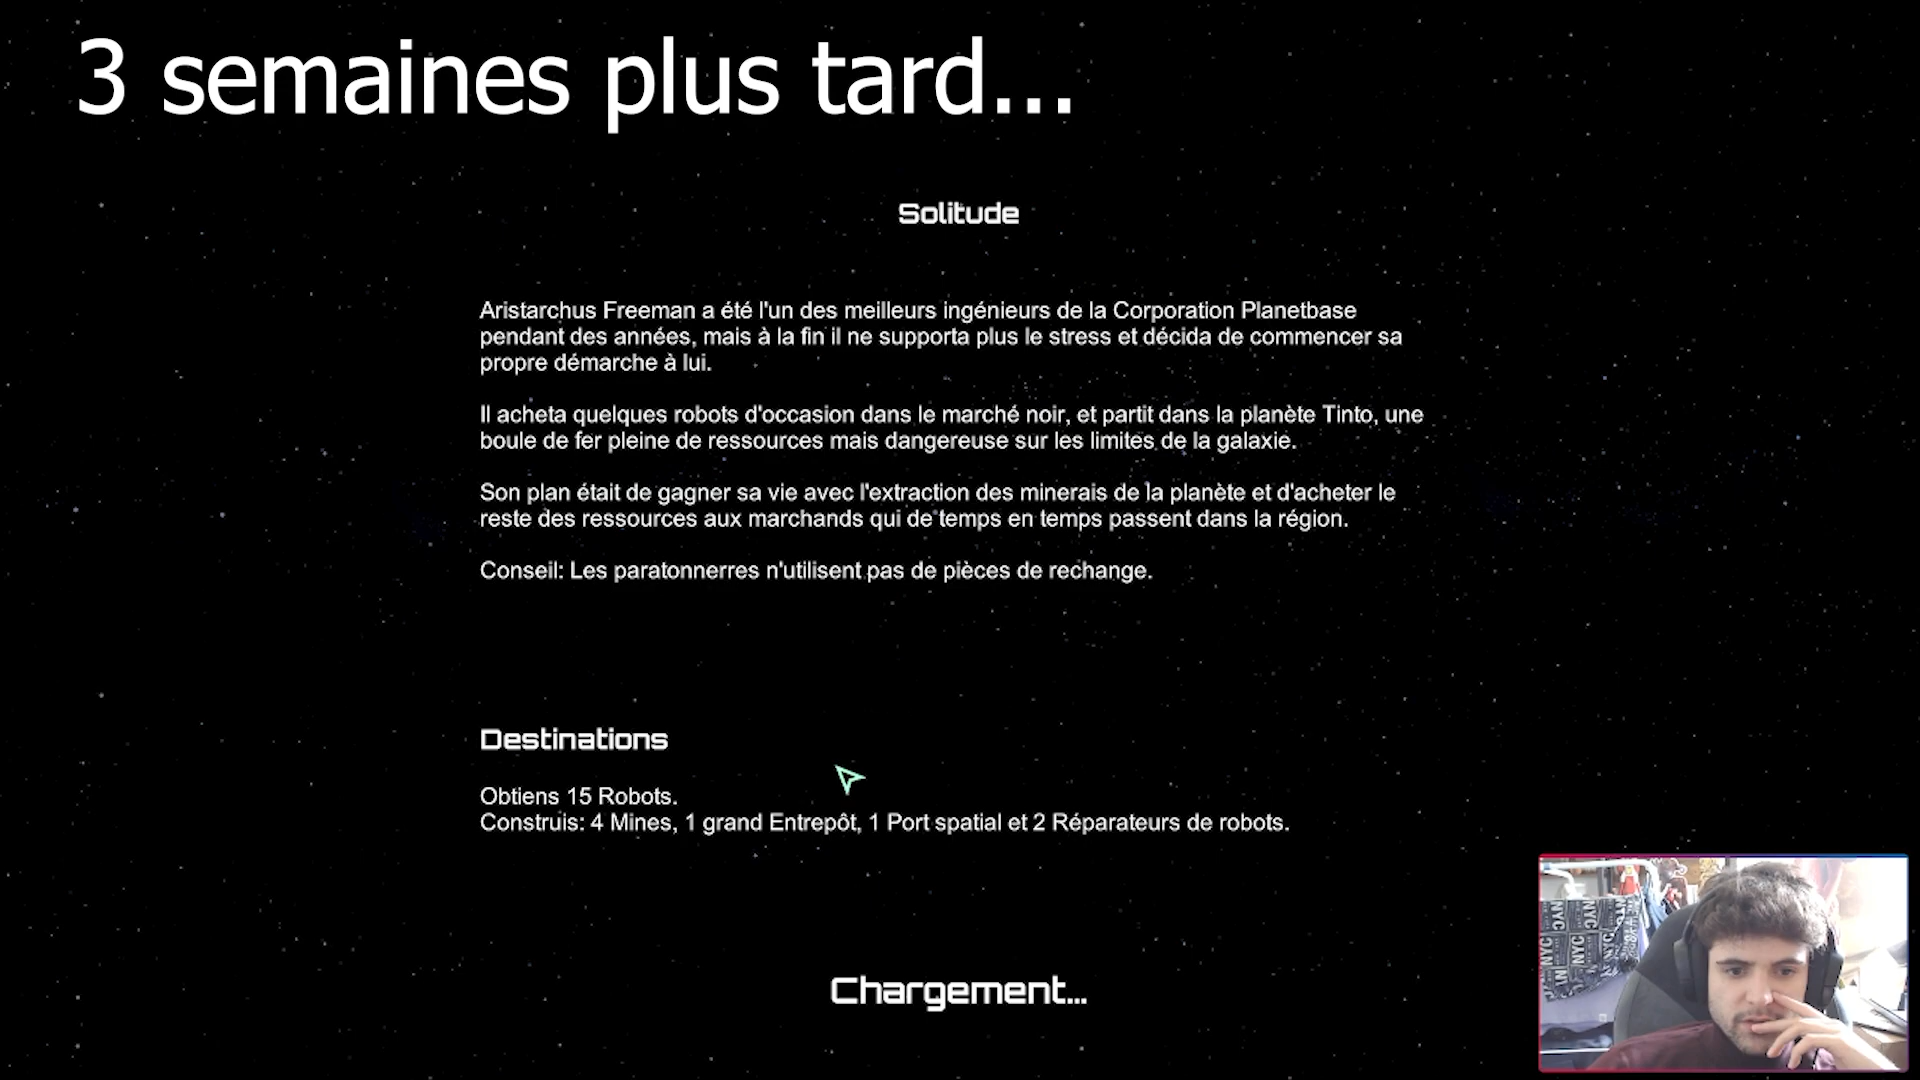 3 semaines plus tard...
Solitude
Aristarchus Freeman a été l'un des meilleurs ingénieurs de la Corporation Planetbase
pendant des années, mais à la fin il ne supporta plus le stress et décida de commencer sa
propre démarche à lui.
Il acheta quelques robots d'occasion dans le marché noir, et partit dans la planète Tinto, une
boule de fer pleine de ressources mais dangereuse sur les limites de la galaxie.
Son plan était de gagner sa vie avec l'extraction des minerais de la planète et d'acheter le
reste des ressources aux marchands qui de temps en temps passent dans la région.
Conseil: Les paratonnerres n'utilisent pas de pièces de rechange.
Destinations
Obtiens 15 Robots.
Construis: 4 Mines, 1 grand Entrepôt, 1 Port spatial et 2 Réparateurs de robots.
Chargement...
NYC
NYC
NYC